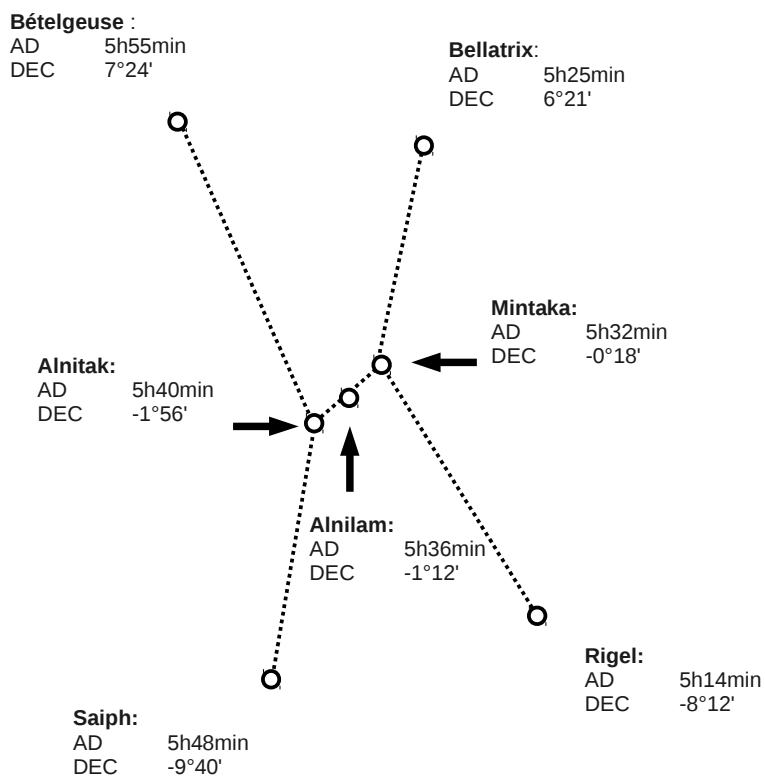 Bételgeuse :
AD 5h55min
DEC 7°24'
Bellatrix:
AD 5h25min
DEC 6°21'
Mintaka:
AD 5h32min
DEC -0°18'
Alnitak:
AD 5h40min
DEC -1°56'
Alnilam:
AD 5h36min
DEC -1°12'
Rigel:
AD 5h14min
DEC -8°12'
Saiph:
AD 5h48min
DEC -9°40'